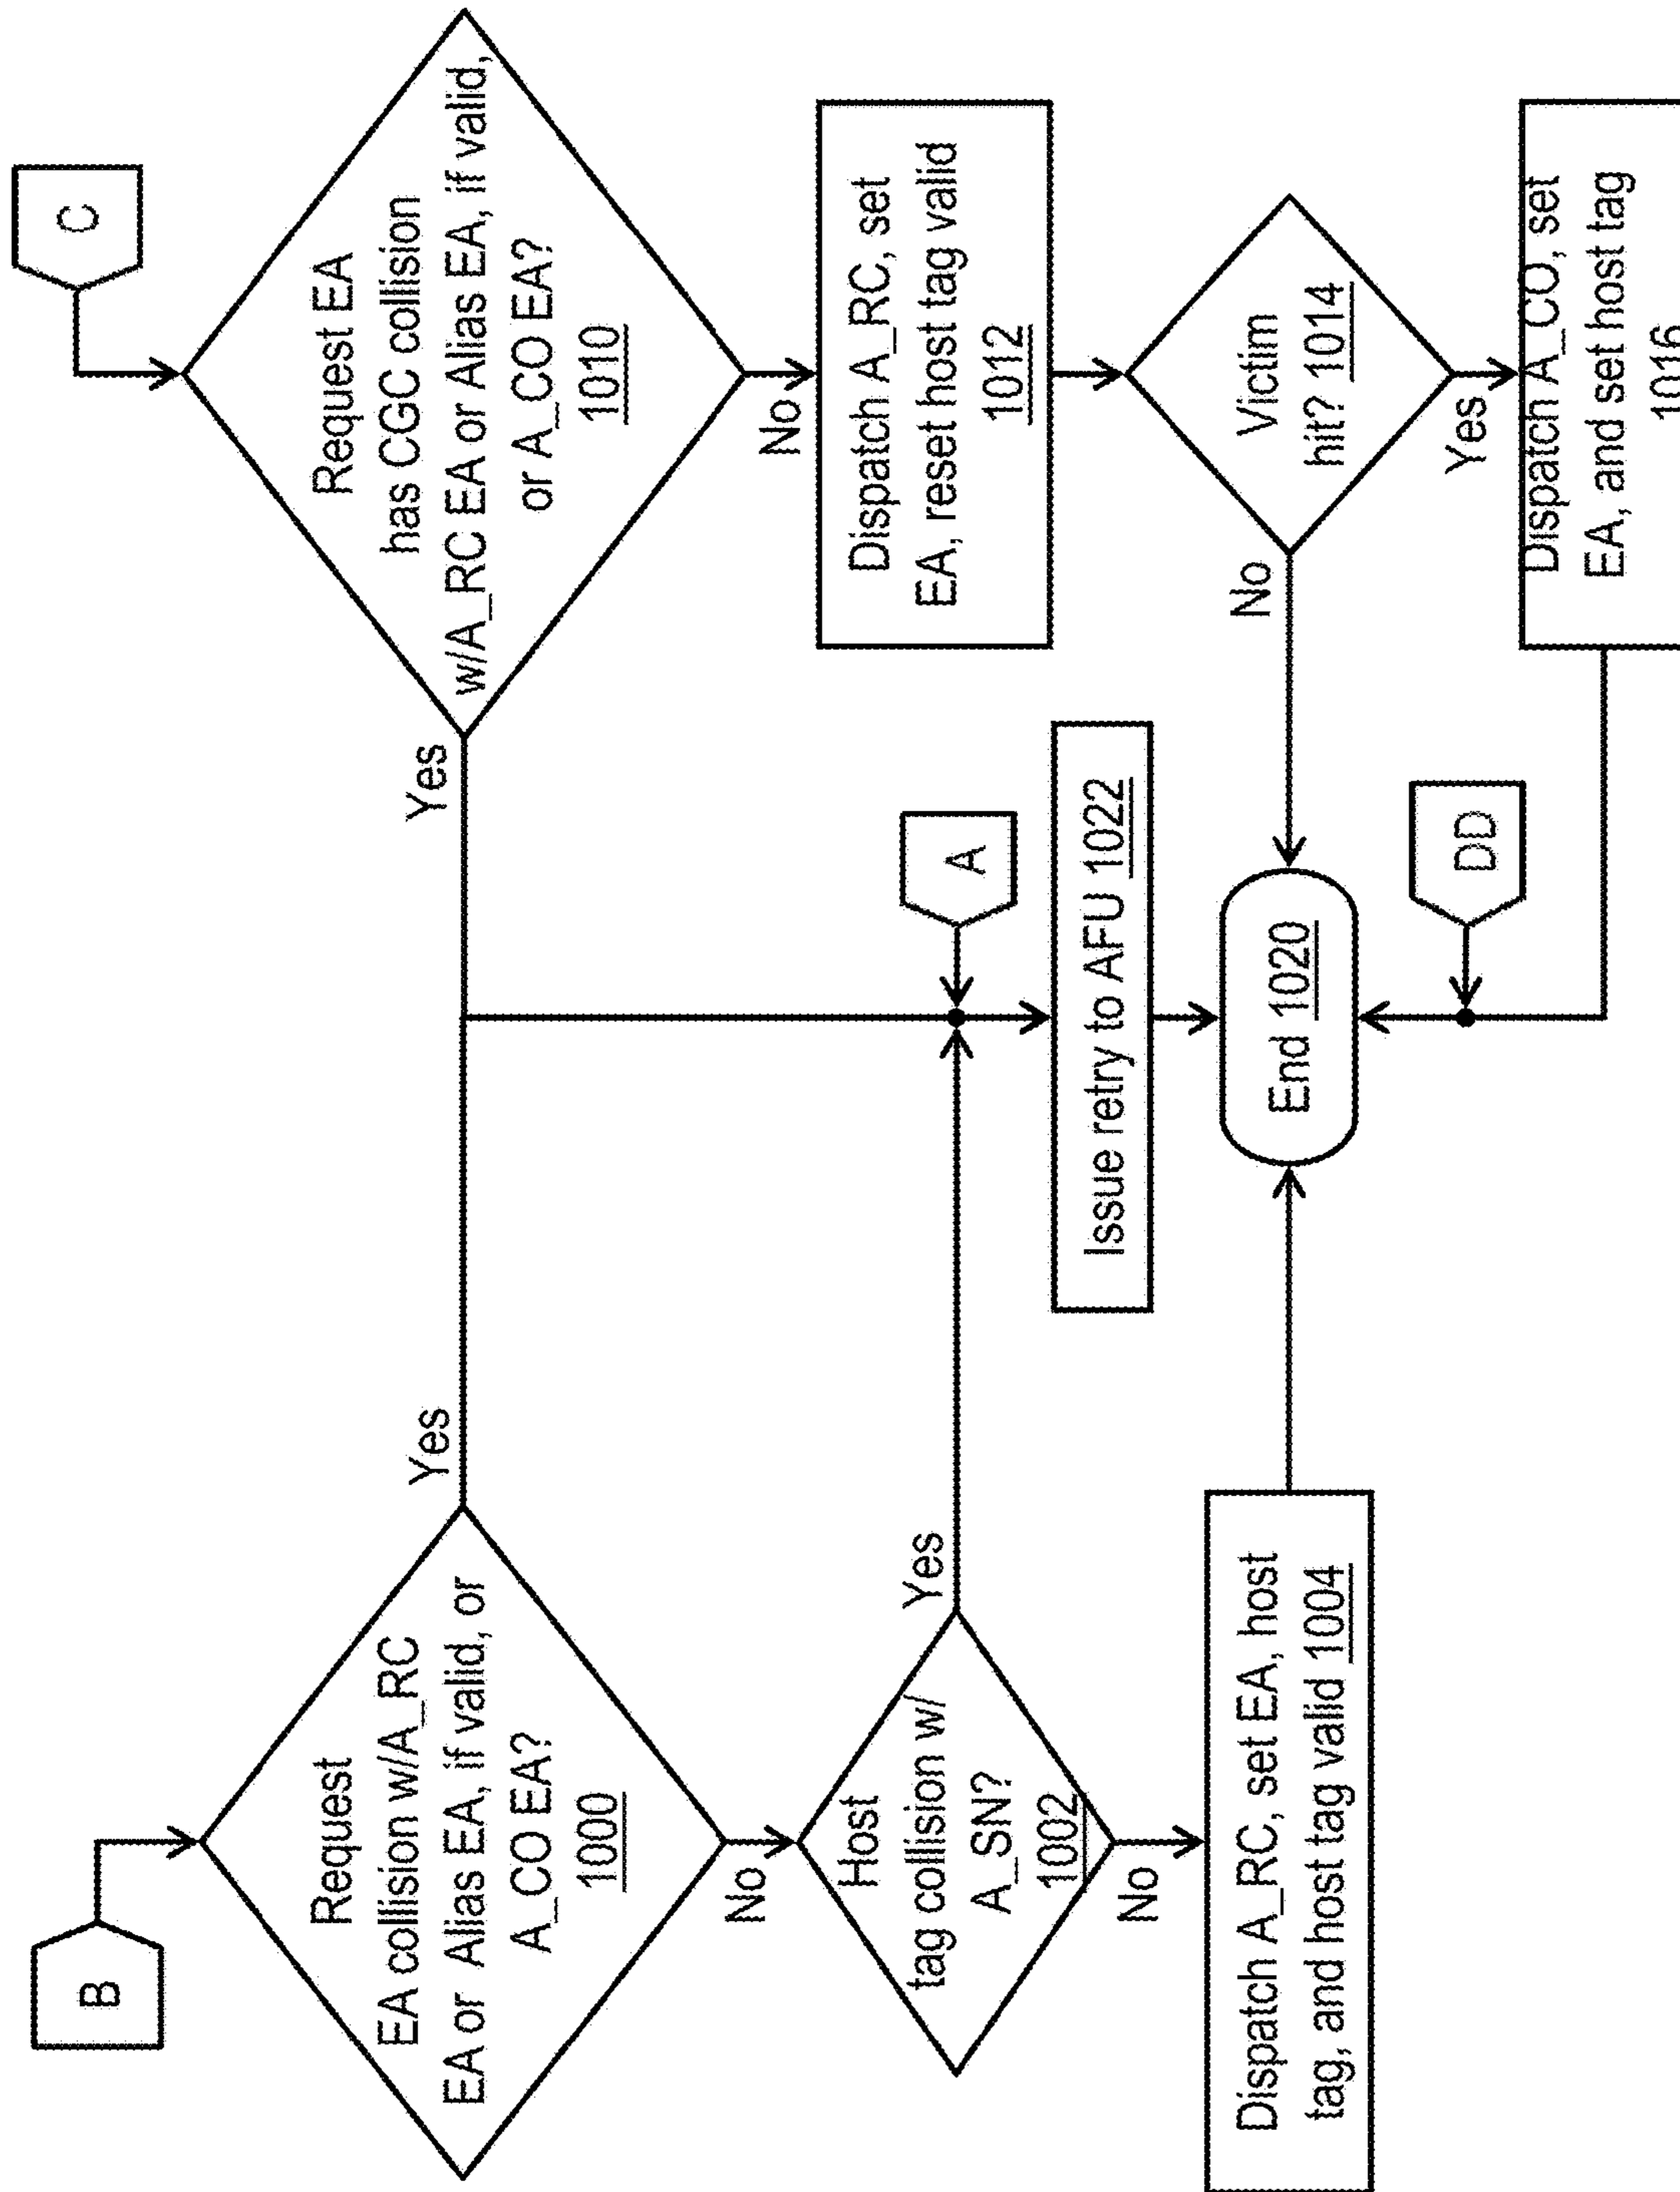 B
Request
EA collision w/A_RC
EA or Alias EA, if valid, or
A_CO EA?
1000
Yes
No
Host
tag collision w/
A_SN?
1002
Yes
No
Dispatch A_RC, set EA, host
tag, and host tag valid 1004
C
Request EA
has CGC collision
w/A_RC EA or Alias EA, if valid,
or A_CO EA?
1010
Yes
No
Dispatch A_RC, set
EA, reset host tag valid
1012
Victim
hit? 1014
No
Yes
Dispatch A_CO, set
EA, and set host tag
1016
A
Issue retry to AFU 1022
End 1020
DD